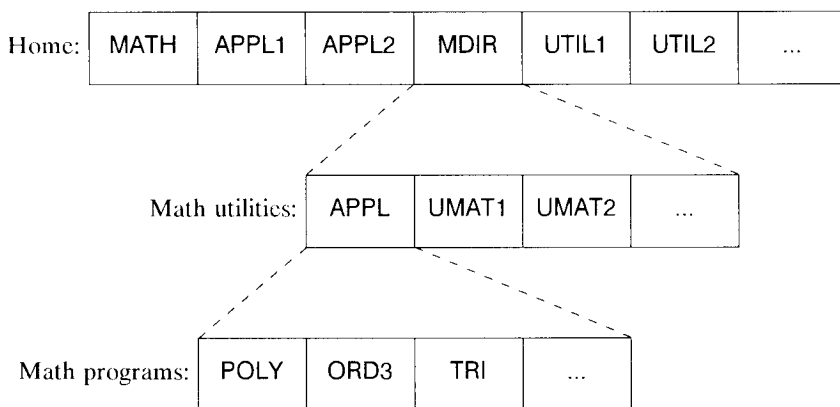 Home: MATH APPL1 APPL2 MDIR UTIL1 UTIL2 ...
Math utilities: APPL UMAT1 UMAT2 ...
Math programs: POLY ORD3 TRI ...